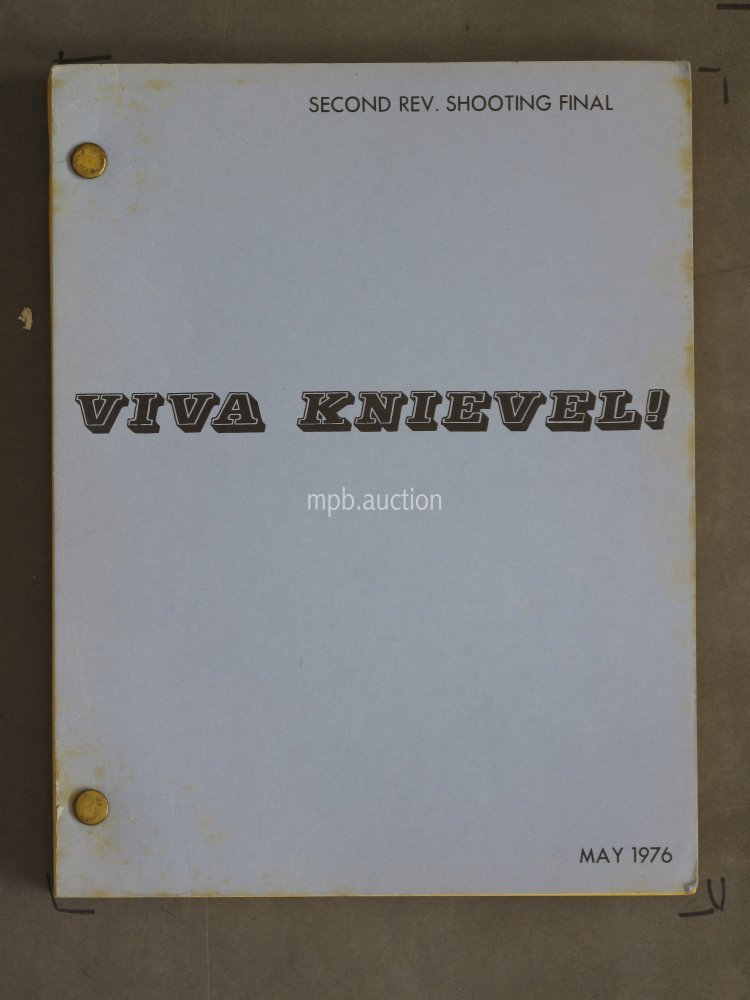 SECOND REV. SHOOTING FINAL
VIVA KNIEVEL!
mpb.auction
MAY 1976